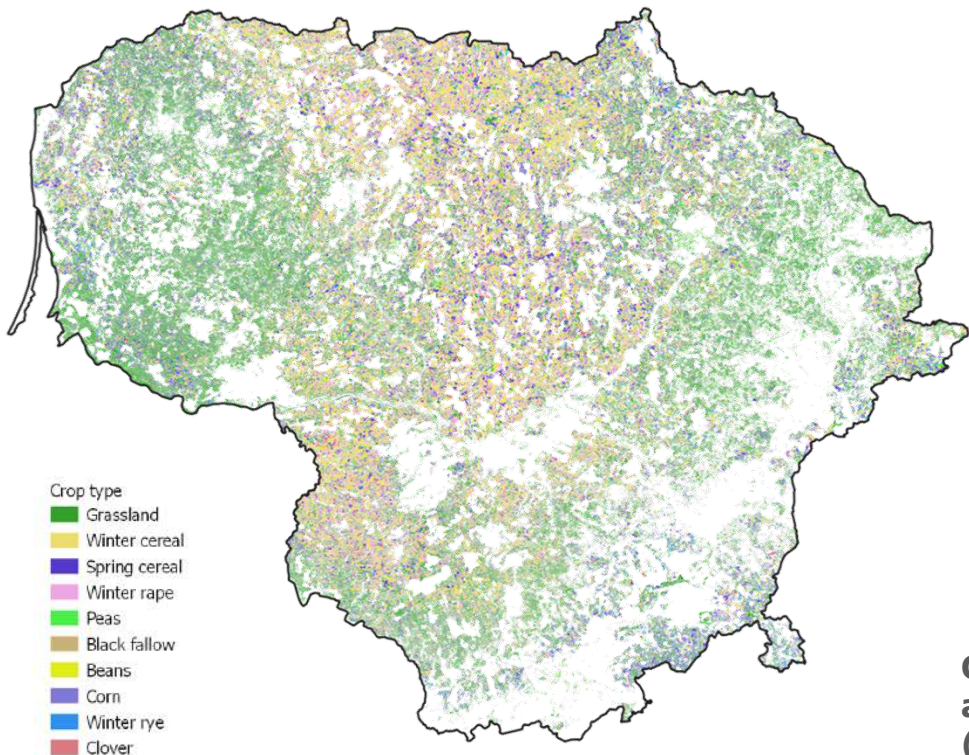 Crop type
Grassland
Winter cereal
Spring cereal
Winter rape
Peas
Black fallow
Beans
Corn
Winter rye
Clover